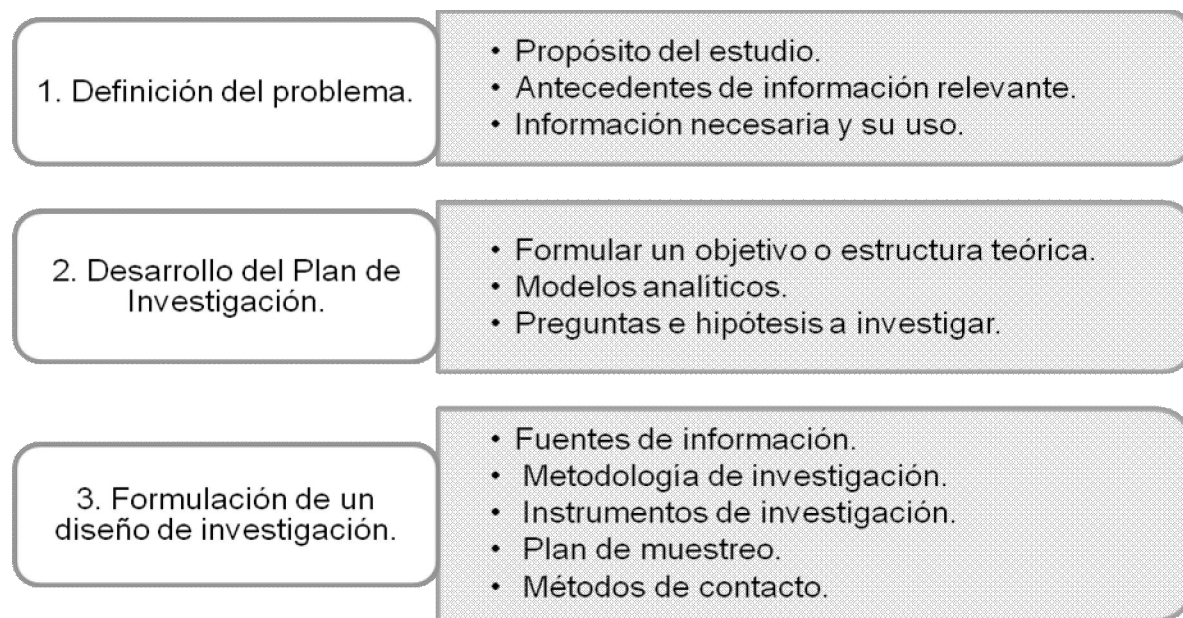 1. Definición del problema.
• Propósito del estudio.
• Antecedentes de información relevante.
• Información necesaria y su uso.
2. Desarrollo del Plan de
Investigación.
• Formular un objetivo o estructura teórica.
• Modelos analíticos.
• Preguntas e hipótesis a investigar.
3. Formulación de un
diseño de investigación.
• Fuentes de información.
• Metodología de investigación.
• Instrumentos de investigación.
• Plan de muestreo.
• Métodos de contacto.